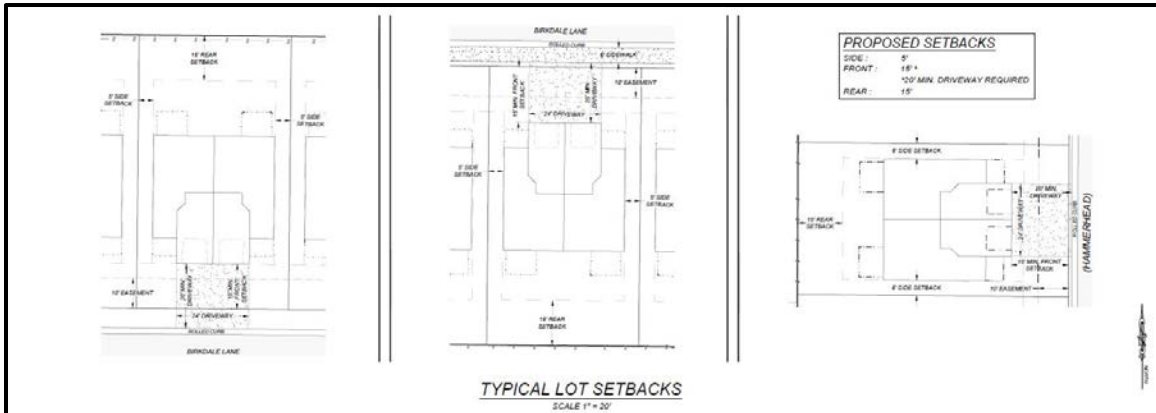 15' REAR
SETBACK
5' SIDE
SETBACK
5' SIDE
SETBACK
10' EASEMENT
20' MIN.
DRIVEWAY
15' MIN.
FRONT
SETBACK
24' DRIVEWAY
ROLLED CURB
BIRKDALE LANE
BIRKDALE LANE
ROLLED CURB
SIDEWALK
10' EASEMENT
15' MIN. FRONT
SETBACK
20' MIN.
DRIVEWAY
24' DRIVEWAY
5' SIDE
SETBACK
5' SIDE
SETBACK
15' REAR
SETBACK
PROPOSED SETBACKS
SIDE : 5'
FRONT : 15' *
*20' MIN. DRIVEWAY REQUIRED
REAR : 15'
SIDE SETBACK
15' REAR
SETBACK
20' MIN.
DRIVEWAY
24' DRIVEWAY
ROLLED CURB
(HAMMERHEAD)
15' MIN. FRONT
SETBACK
SIDE SETBACK
10' EASEMENT
TYPICAL LOT SETBACKS
SCALE 1" = 20'